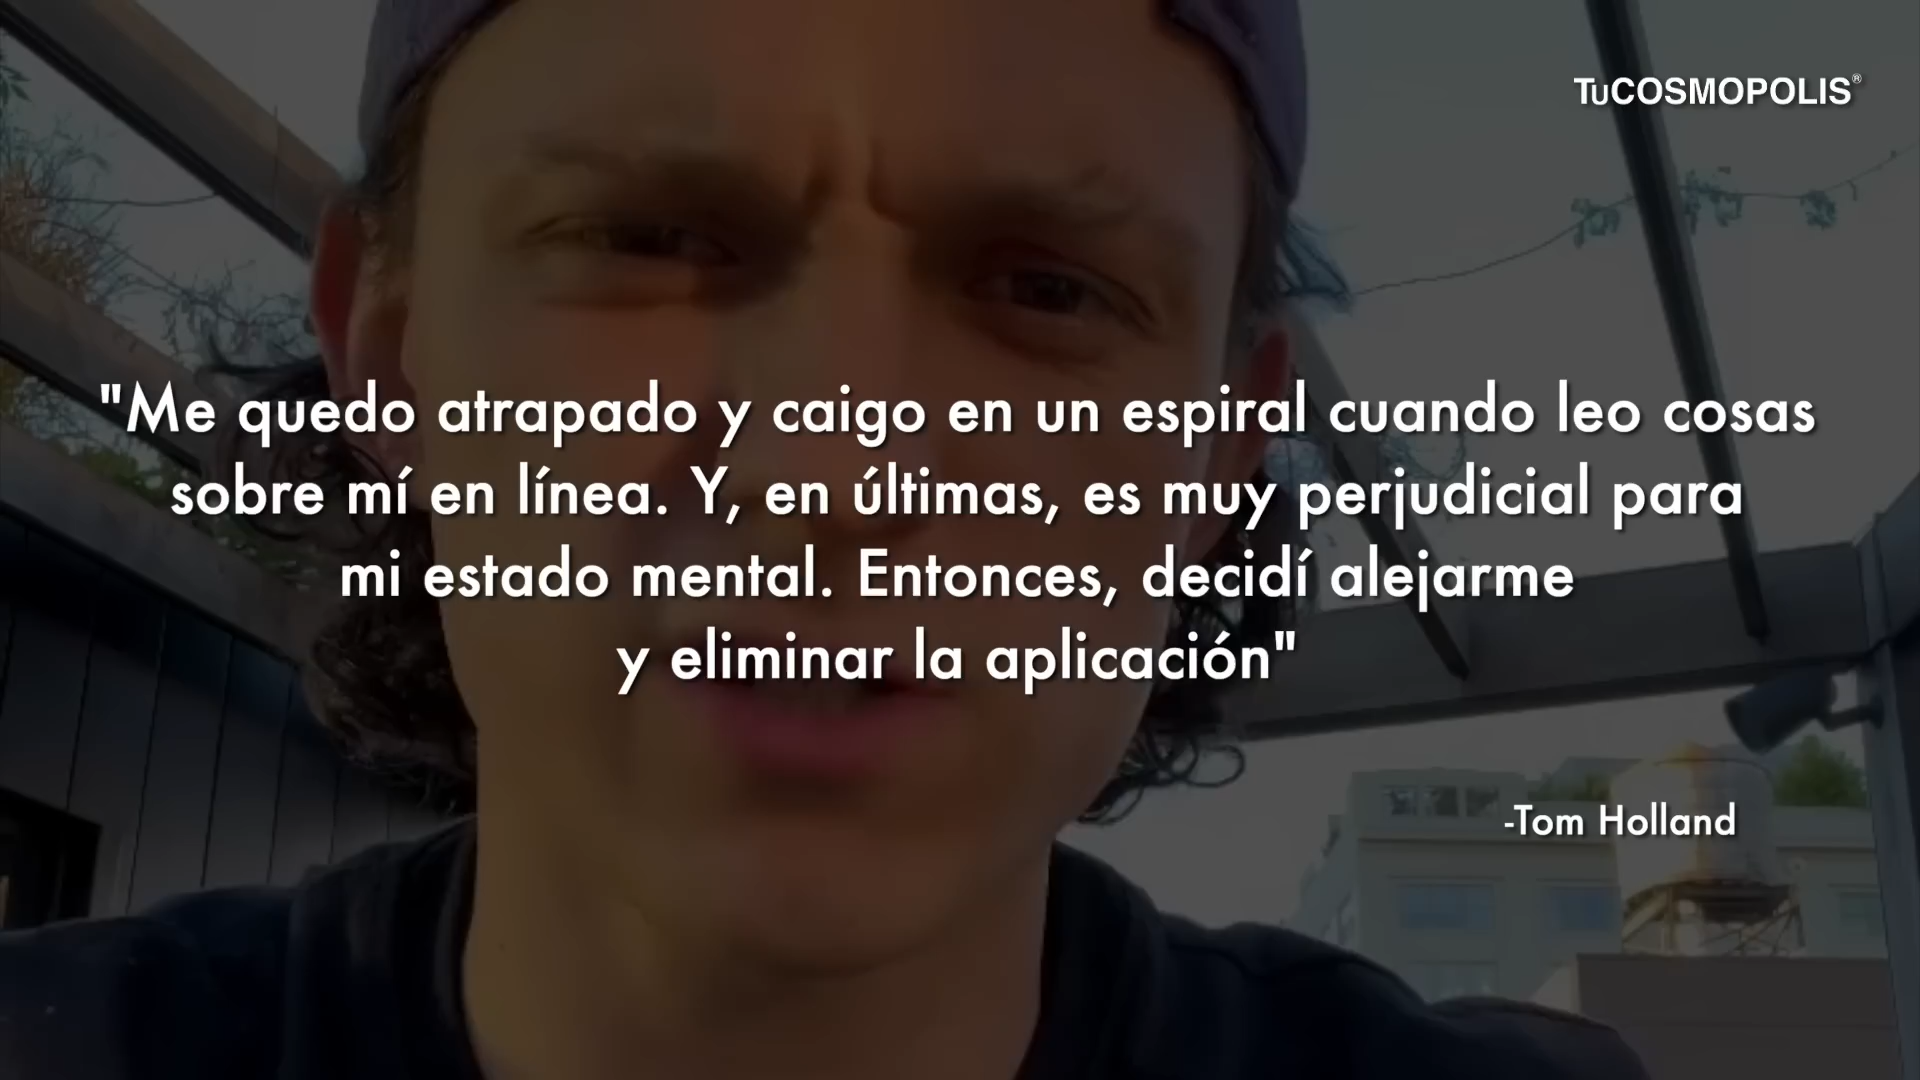 TuCOSMOPOLIS®
"Me quedo atrapado y caigo en un espiral cuando leo cosas
sobre mí en línea. Y, en últimas, es muy perjudicial para
mi estado mental. Entonces, decidí alejarme
y eliminar la aplicación"
-Tom Holland